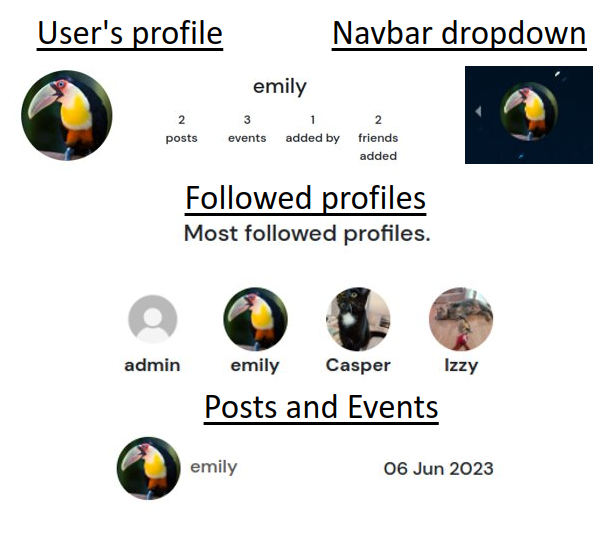 User's profile
Navbar dropdown
emily
2 3 1 2
posts events added by friends
added
Followed profiles
Most followed profiles.
admin emily Casper Izzy
Posts and Events
emily 06 Jun 2023